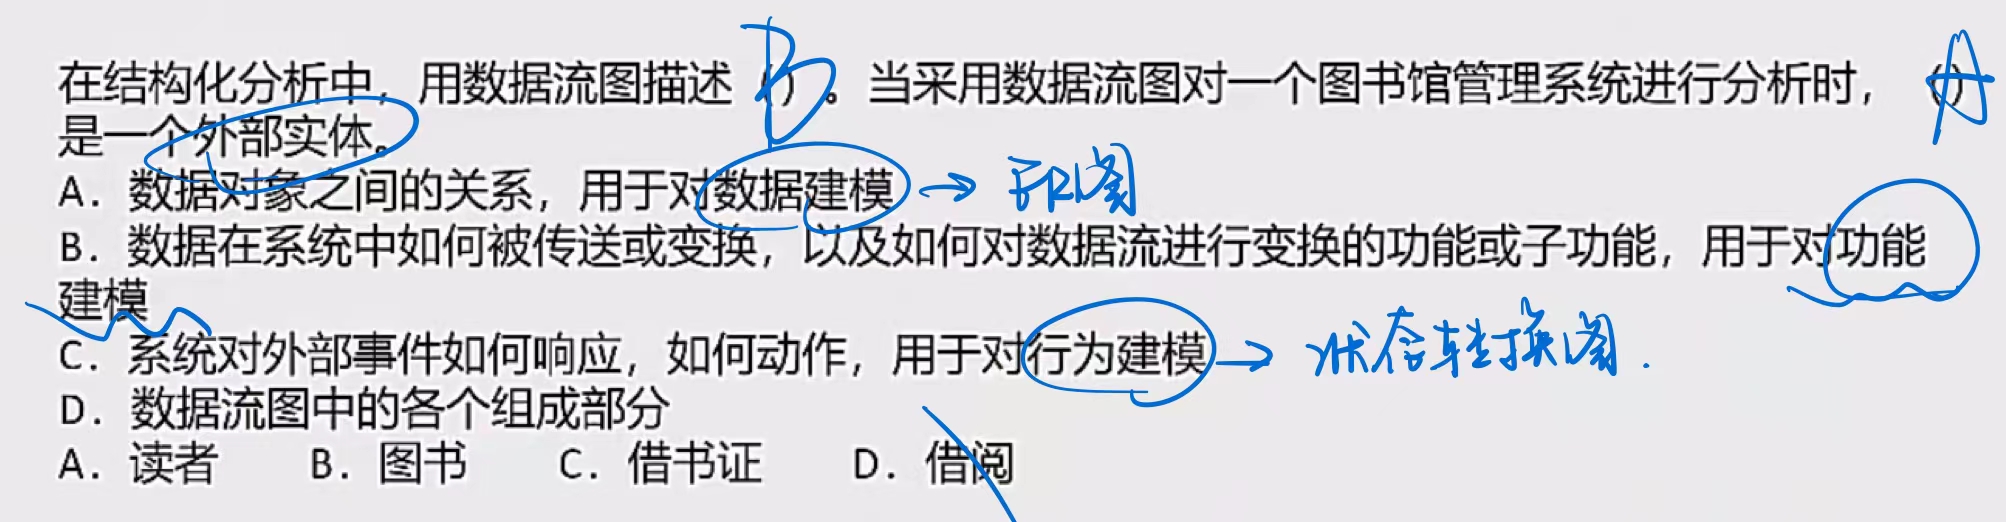 B
A
在结构化分析中，用数据流图描述（）。当采用数据流图对一个图书馆管理系统进行分析时，（）
是一个外部实体。
A. 数据对象之间的关系，用于对数据建模 → ER图
B. 数据在系统中如何被传送或变换，以及如何对数据流进行变换的功能或子功能，用于对功能
建模
C. 系统对外部事件如何响应，如何动作，用于对行为建模 → 状态转换图.
D. 数据流图中的各个组成部分
A. 读者 B. 图书 C. 借书证 D. 借阅